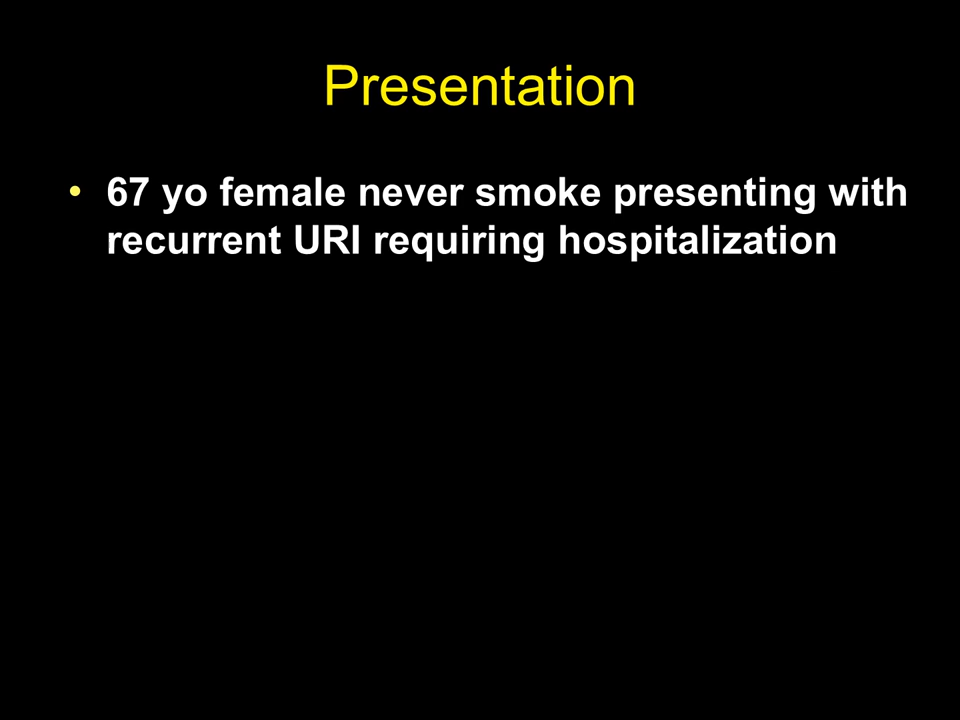 Presentation
• 67 yo female never smoke presenting with
recurrent URI requiring hospitalization